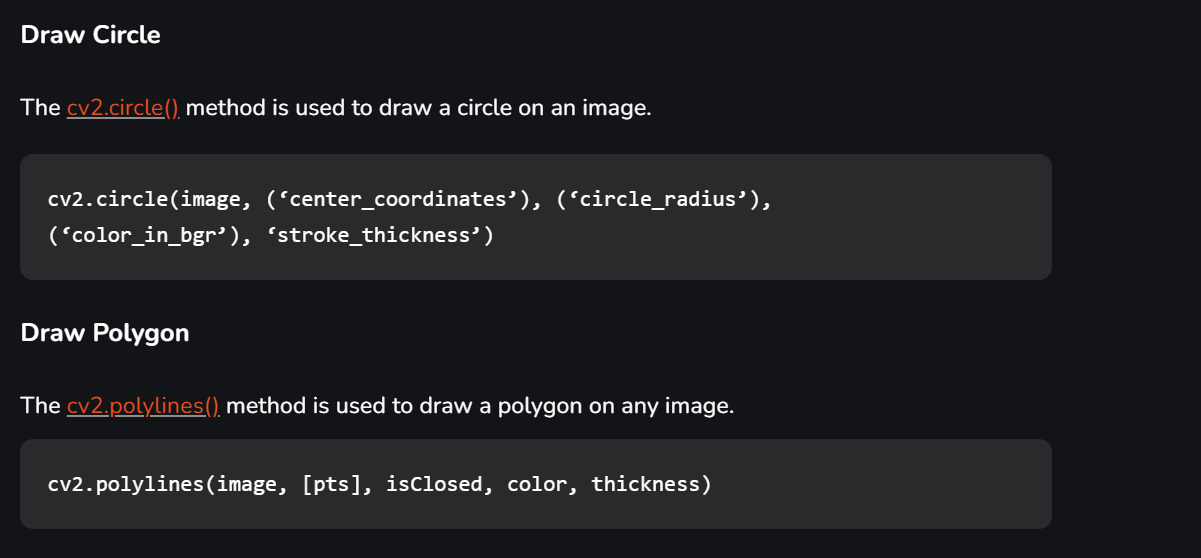 Draw Circle
The cv2.circle() method is used to draw a circle on an image.
cv2.circle(image, (‘center_coordinates’), (‘circle_radius’),
(‘color_in_bgr’), ‘stroke_thickness’)
Draw Polygon
The cv2.polylines() method is used to draw a polygon on any image.
cv2.polylines(image, [pts], isClosed, color, thickness)